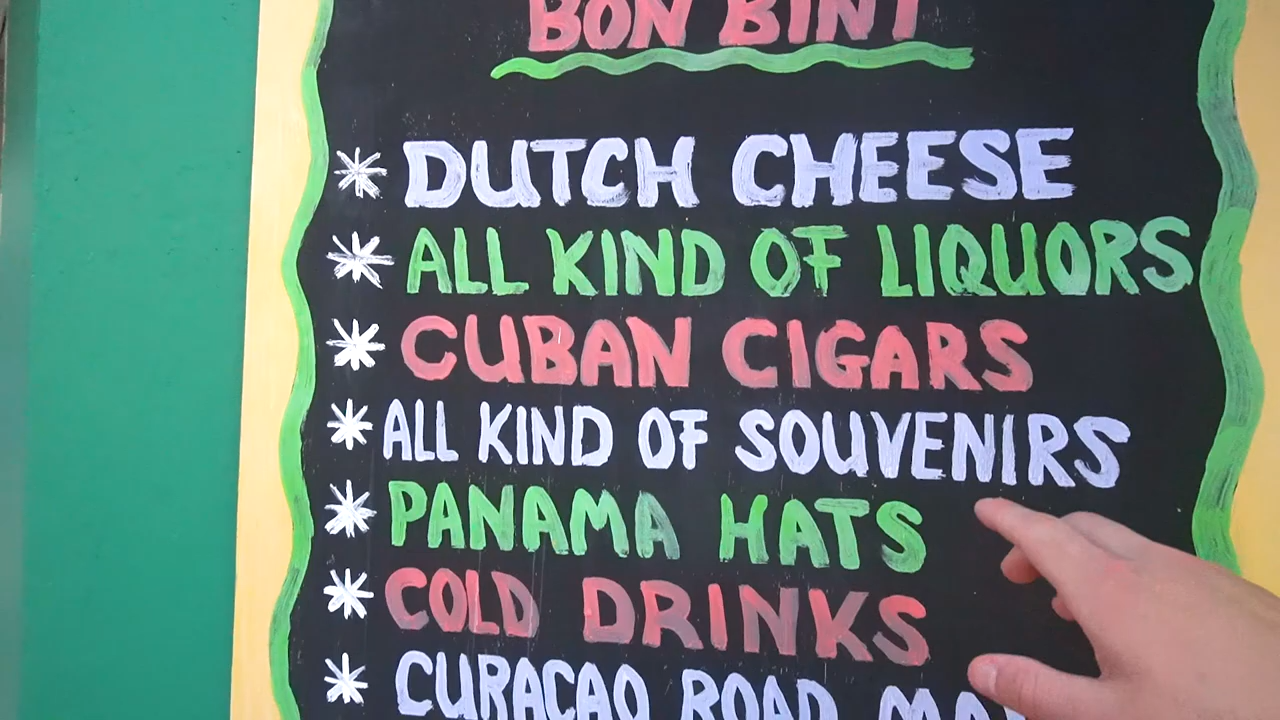 BON BINI
* DUTCH CHEESE
* ALL KIND OF LIQUORS
* CUBAN CIGARS
* ALL KIND OF SOUVENIRS
* PANAMA HATS
* COLD DRINKS
* CURACAO ROAD